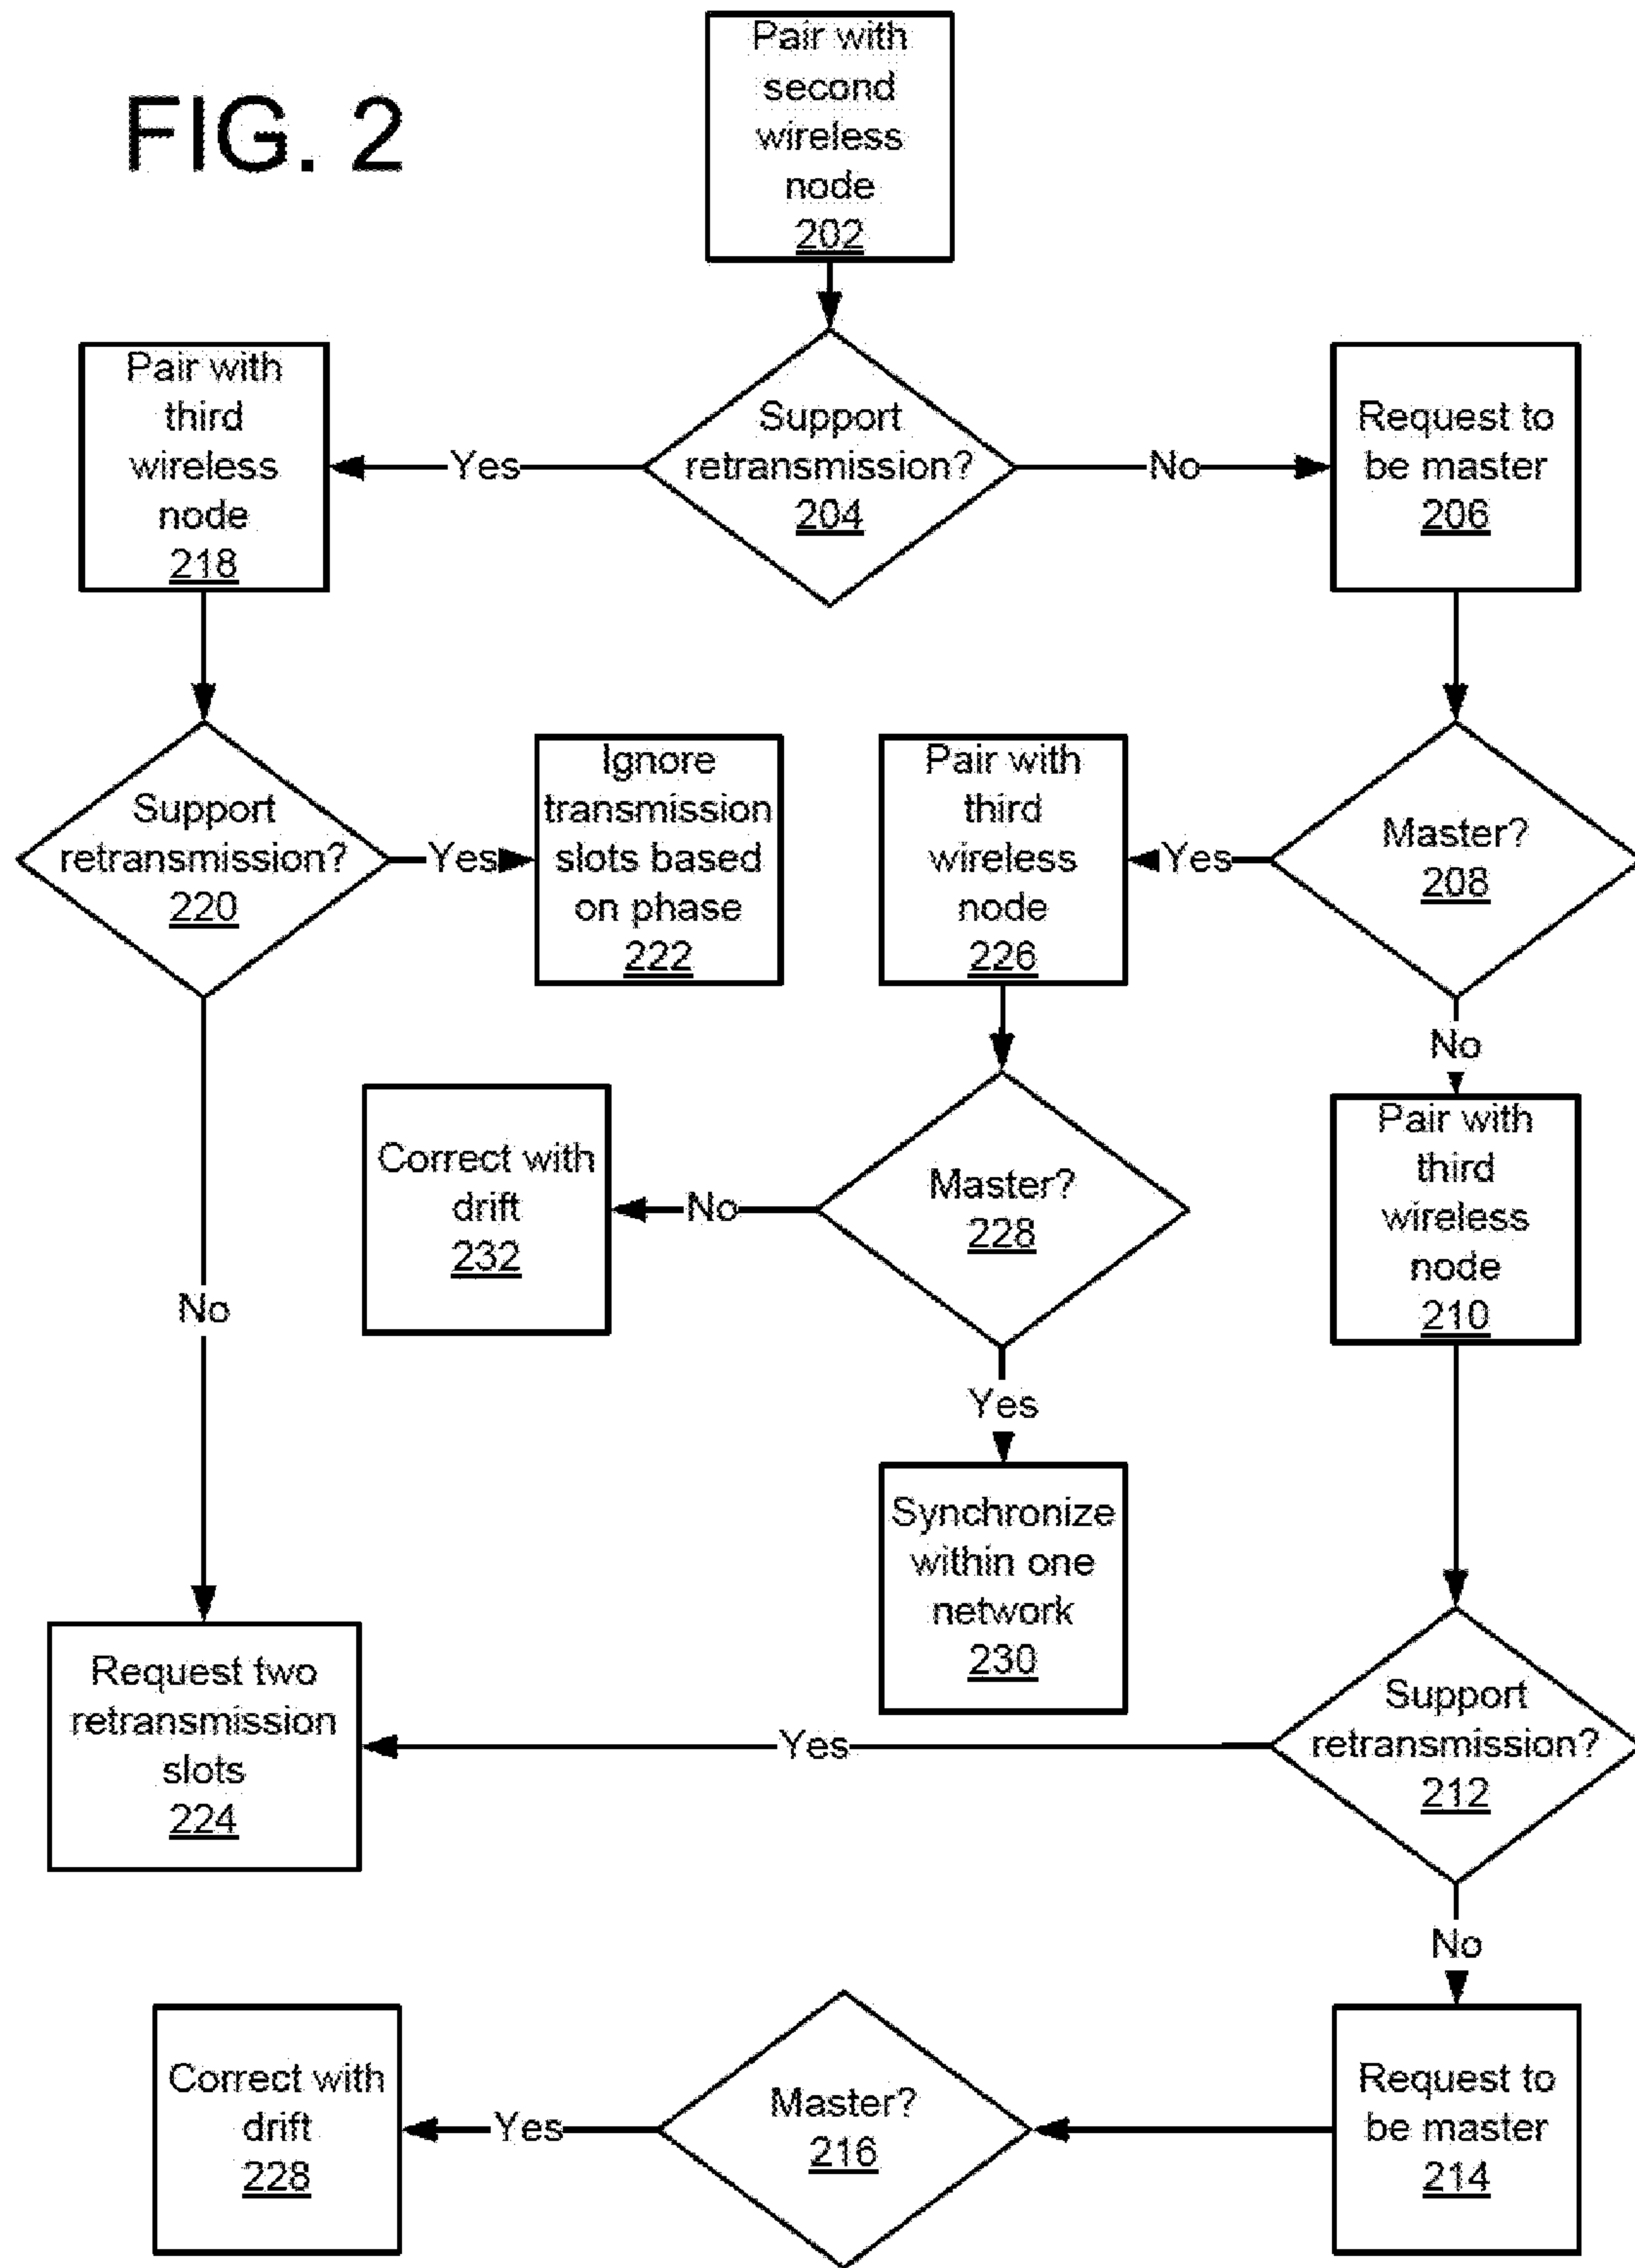 FIG. 2
Pair with
second
wireless
node
202
Pair with
third
wireless
node
218
Yes
Support
retransmission?
204
No
Request to
be master
206
Support
retransmission?
220
Yes
Ignore
transmission
slots based
on phase
222
Pair with
third
wireless
node
226
Yes
Master?
208
No
No
Correct with
drift
232
No
Master?
228
Pair with
third
wireless
node
210
Yes
Synchronize
within one
network
230
Request two
retransmission
slots
224
Yes
Support
retransmission?
212
No
Correct with
drift
228
Yes
Master?
216
Request to
be master
214